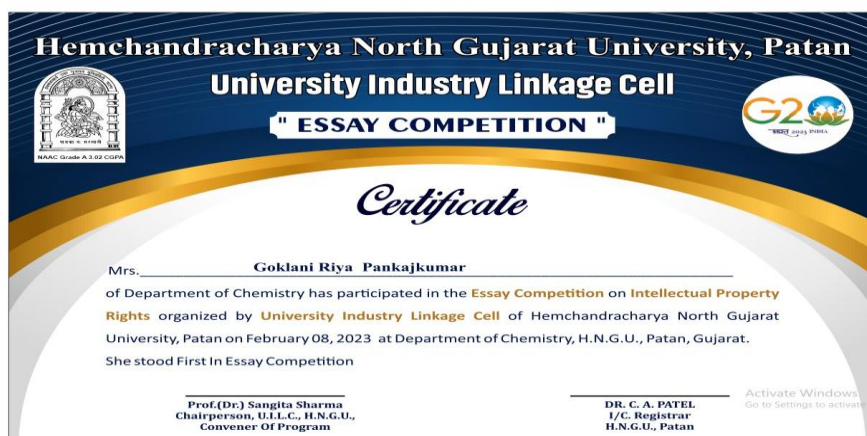 Hemchandracharya North Gujarat University, Patan
University Industry Linkage Cell
" ESSAY COMPETITION "
NAAC Grade A 3.02 CGPA
G20
भारत 2023 INDIA
Certificate
Mrs. Goklani Riya Pankajkumar
of Department of Chemistry has participated in the Essay Competition on Intellectual Property
Rights organized by University Industry Linkage Cell of Hemchandracharya North Gujarat
University, Patan on February 08, 2023 at Department of Chemistry, H.N.G.U., Patan, Gujarat.
She stood First In Essay Competition
Prof.(Dr.) Sangita Sharma
Chairperson, U.I.L.C., H.N.G.U.,
Convener Of Program
DR. C. A. PATEL
I/C. Registrar
H.N.G.U., Patan
Activate Windows
Go to Settings to activate